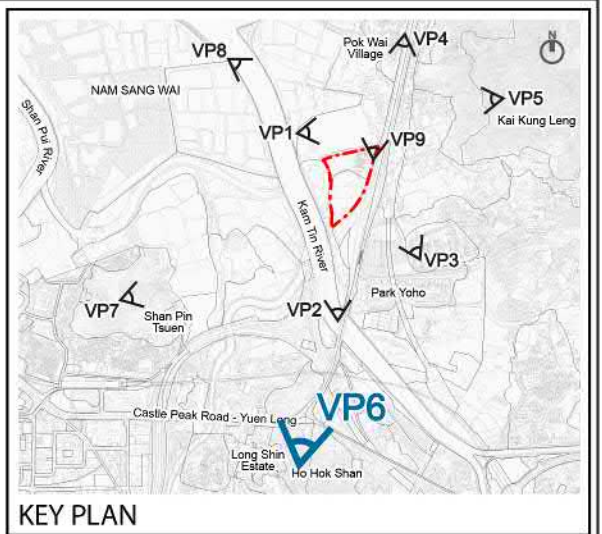 VP8
Pok Wai
Village
VP4
N
NAM SANG WAI
VP5
Kai Kung Leng
Shan Pui River
VP1
VP9
Kam Tin River
VP3
Park Yoho
VP7
Shan Pin
Tsuen
VP2
VP6
Castle Peak Road - Yuen Long
Long Shin
Estate
Ho Hok Shan
KEY PLAN